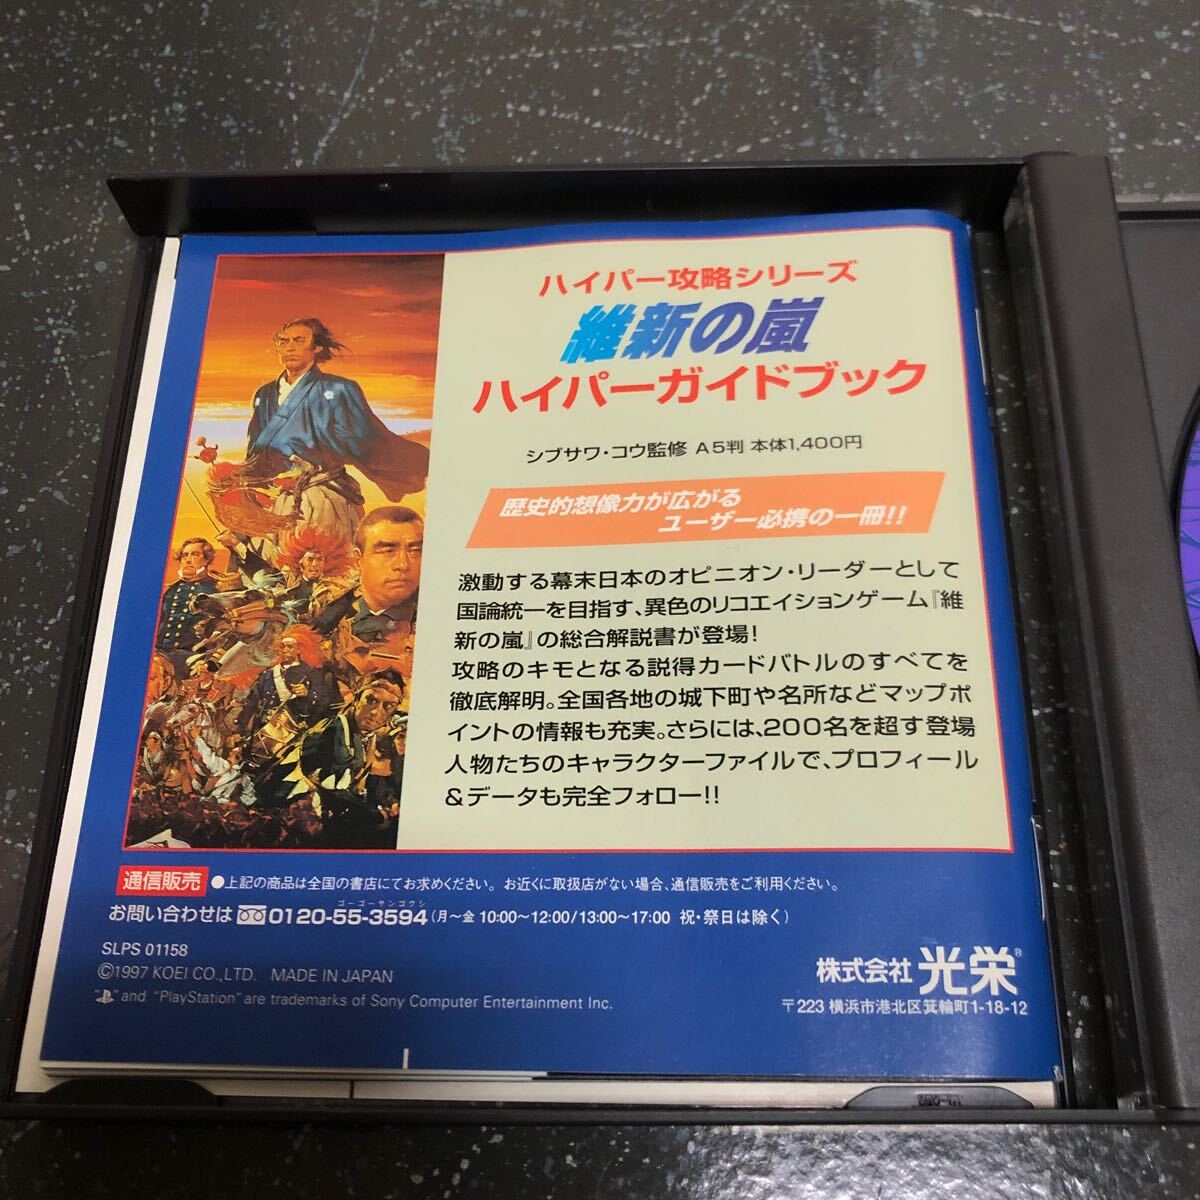 ハイパー攻略シリーズ
維新の嵐
ハイパーガイドブック
シブサワ・コウ監修 A5判 本体1,400円
歴史的想像力が広がる
ユーザー必携の一冊!!
激動する幕末日本のオピニオン・リーダーとして
国論統一を目指す、異色のリコエイションゲーム『維
新の嵐』の総合解説書が登場!
攻略のキモとなる説得カードバトルのすべてを
徹底解明。全国各地の城下町や名所などマップポ
イントの情報も充実。さらには、200名を超す登場
人物たちのキャラクターファイルで、プロフィール
&データも完全フォロー!!
通信販売 ●上記の商品は全国の書店にてお求めください。お近くに取扱店がない場合、通信販売をご利用ください。
ゴーゴーサンゴクシ
お問い合わせは 0120-55-3594(月〜金 10:00〜12:00/13:00〜17:00 祝・祭日は除く)
SLPS 01158
©1997 KOEI CO.,LTD. MADE IN JAPAN
" " and "PlayStation" are trademarks of Sony Computer Entertainment Inc.
株式会社 光栄®
〒223 横浜市港北区箕輪町1-18-12